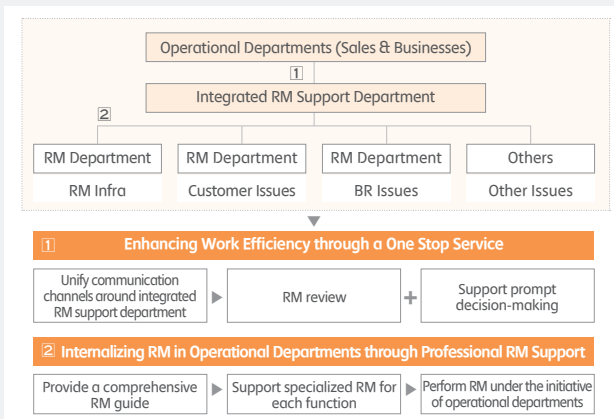 Operational Departments (Sales & Businesses)
1
Integrated RM Support Department
2
RM Department
RM Department
RM Department
Others
RM Infra
Customer Issues
BR Issues
Other Issues
1 Enhancing Work Efficiency through a One Stop Service
Unify communication
channels around integrated
RM support department
RM review
+
Support prompt
decision-making
2 Internalizing RM in Operational Departments through Professional RM Support
Provide a comprehensive
RM guide
Support specialized RM for
each function
Perform RM under the initiative
of operational departments